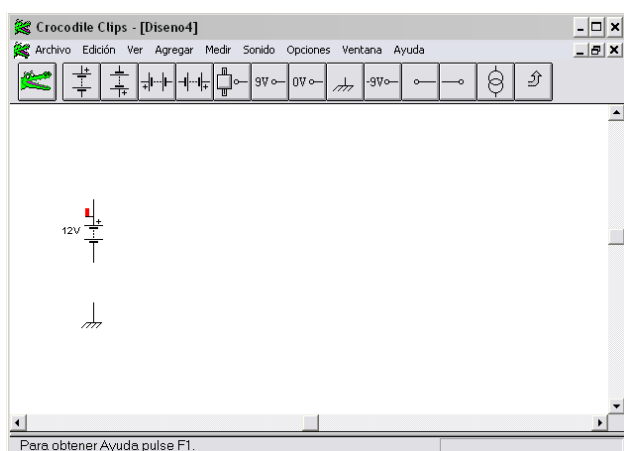 Crocodile Clips - [Diseno4]
Archivo Edición Ver Agregar Medir Sonido Opciones Ventana Ayuda
9V 0V -9V
12V
Para obtener Ayuda pulse F1.